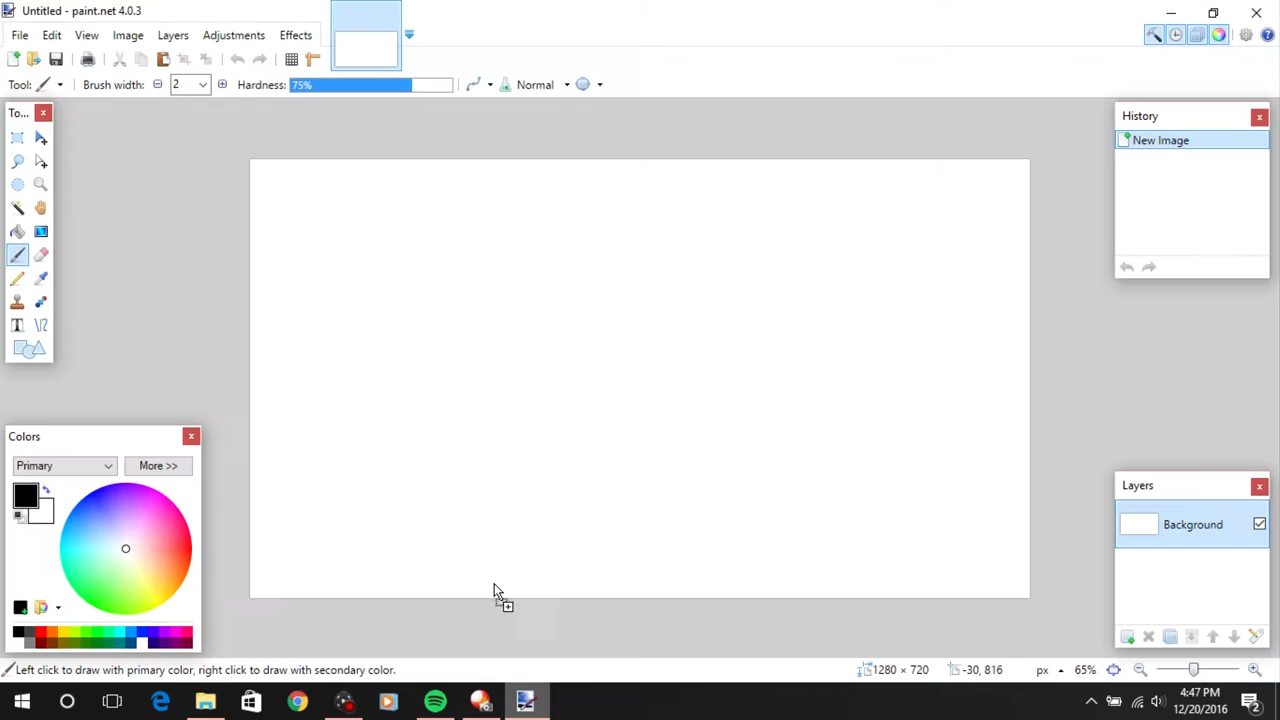 Untitled - paint.net 4.0.3
File Edit View Image Layers Adjustments Effects
Tool: Brush width: 2 Hardness: 75% Normal
To...
History
New Image
Colors
Primary More >>
Layers
Background
Left click to draw with primary color, right click to draw with secondary color. 1280 × 720 -30, 816 px 65%
4:47 PM
12/20/2016
2